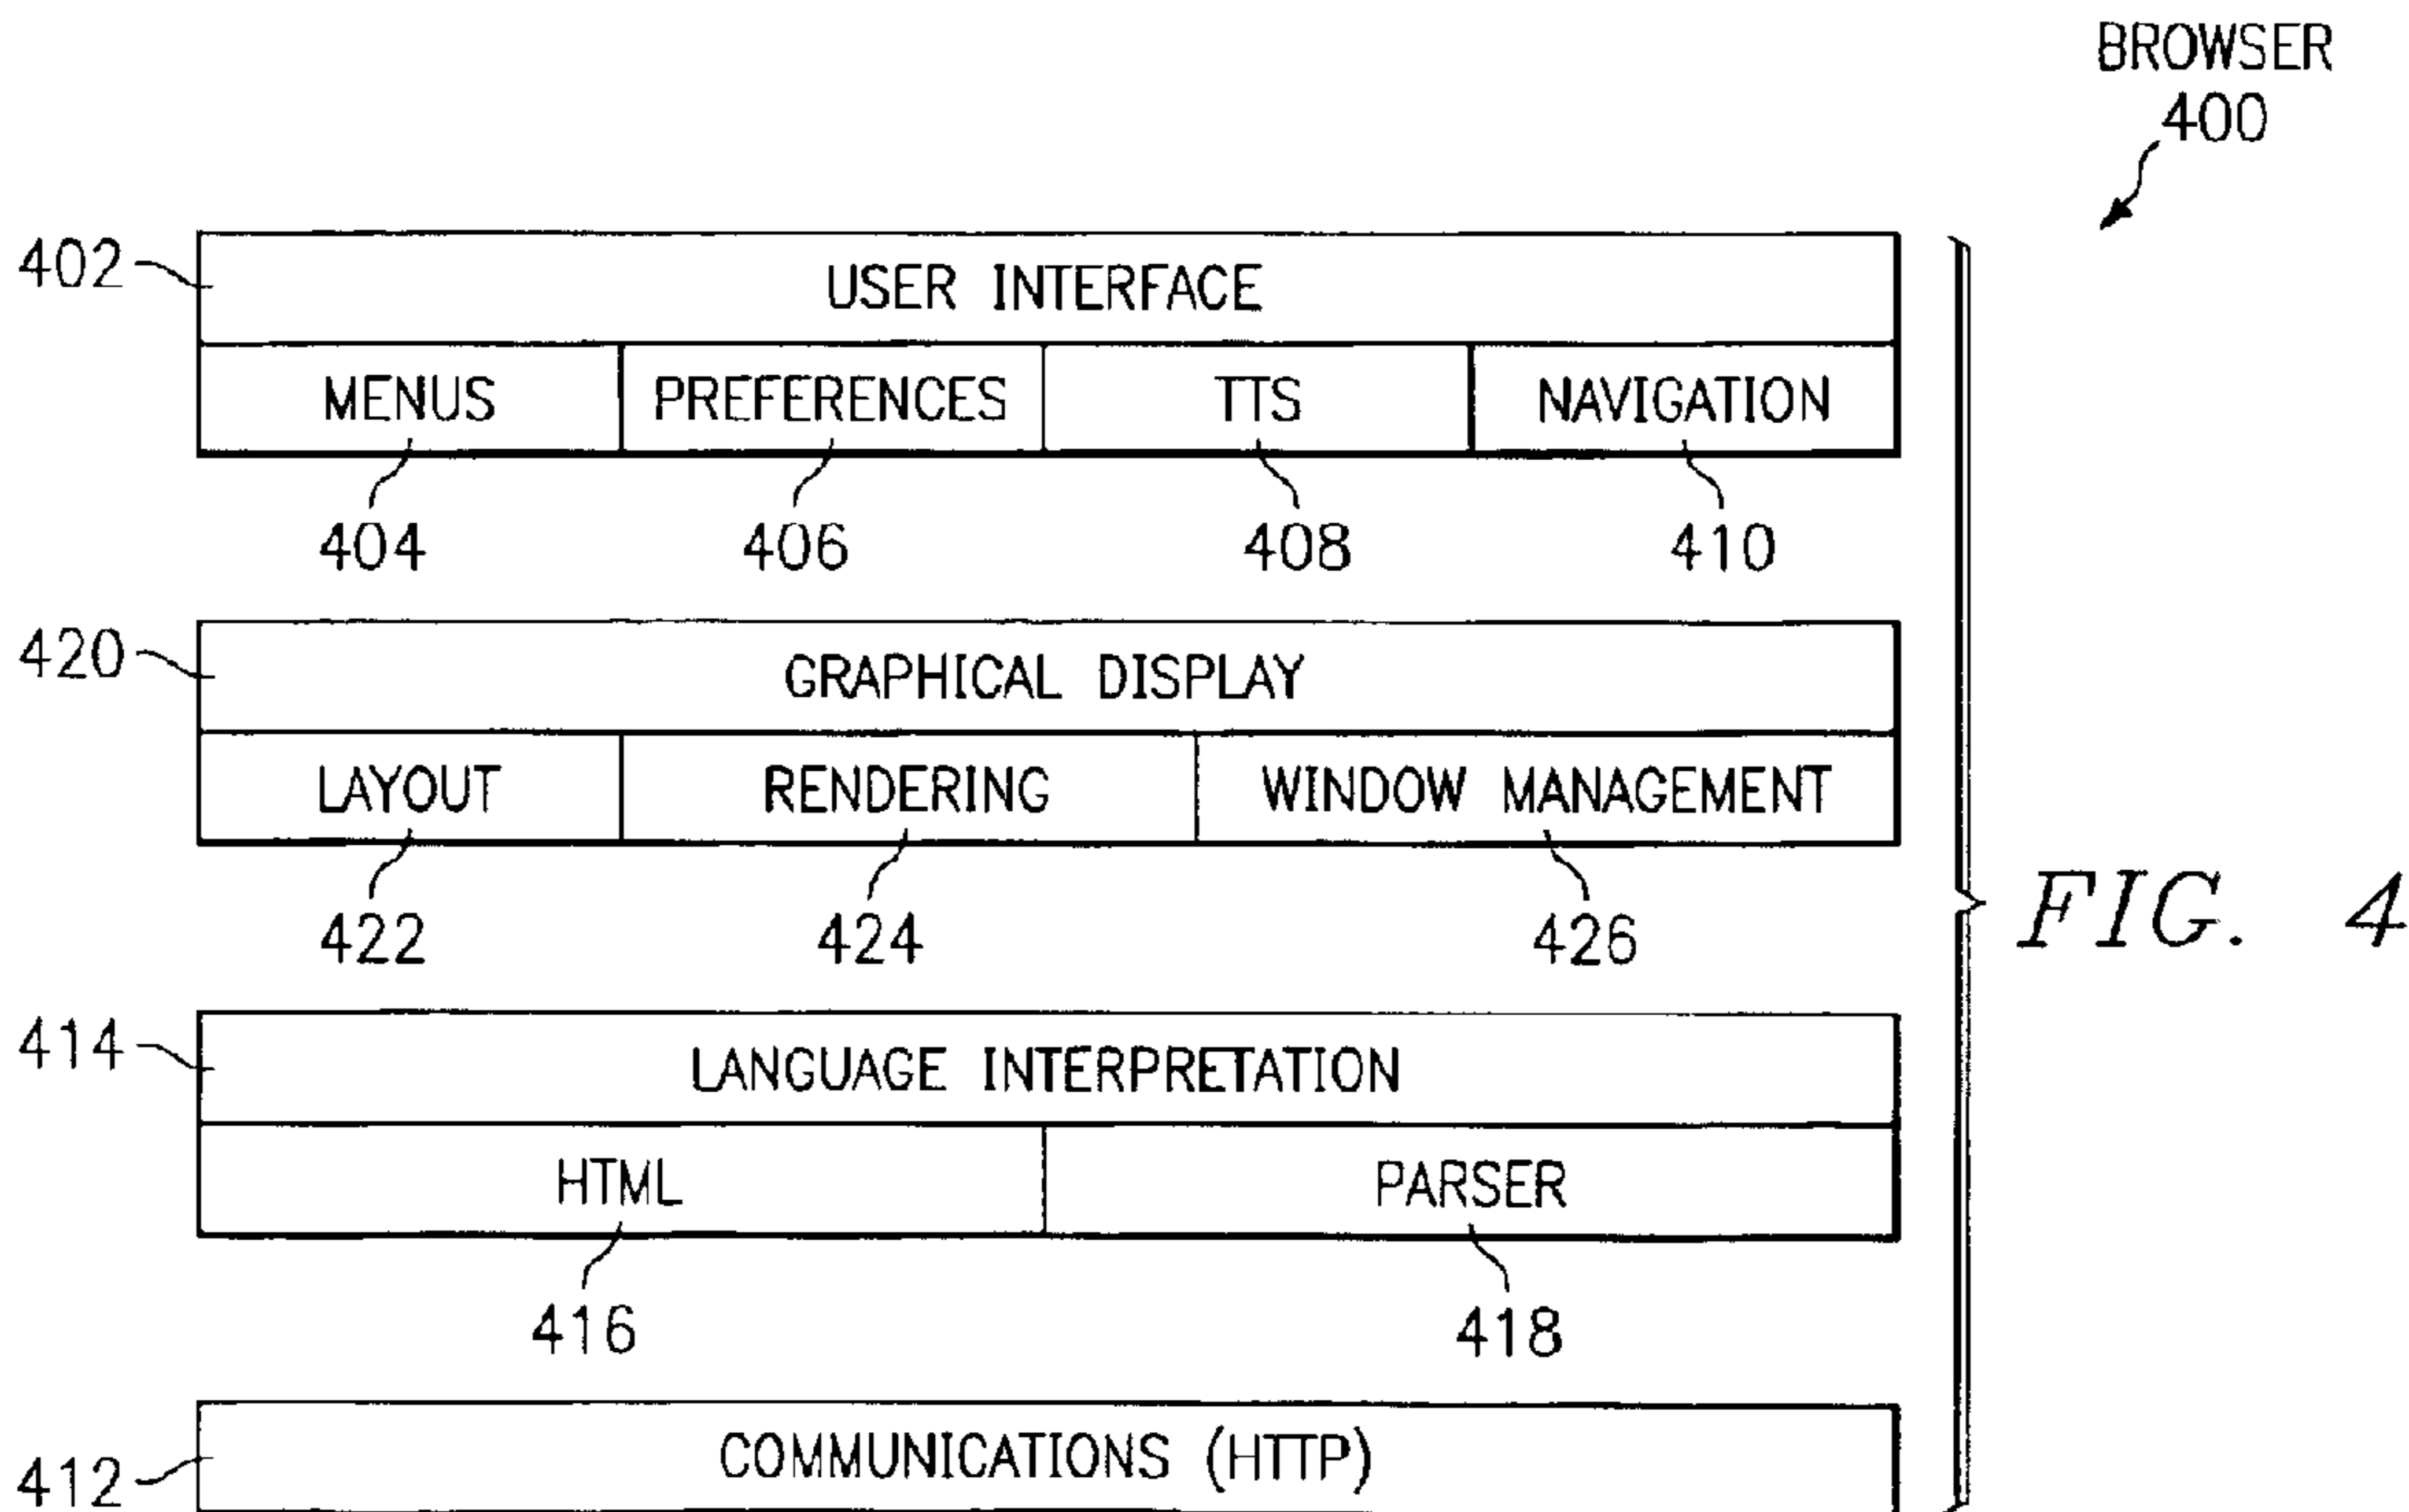 BROWSER
400
402
USER INTERFACE
MENUS PREFERENCES TTS NAVIGATION
404 406 408 410
420
GRAPHICAL DISPLAY
LAYOUT RENDERING WINDOW MANAGEMENT
422 424 426
FIG. 4
414
LANGUAGE INTERPRETATION
HTML PARSER
416 418
412
COMMUNICATIONS (HTTP)